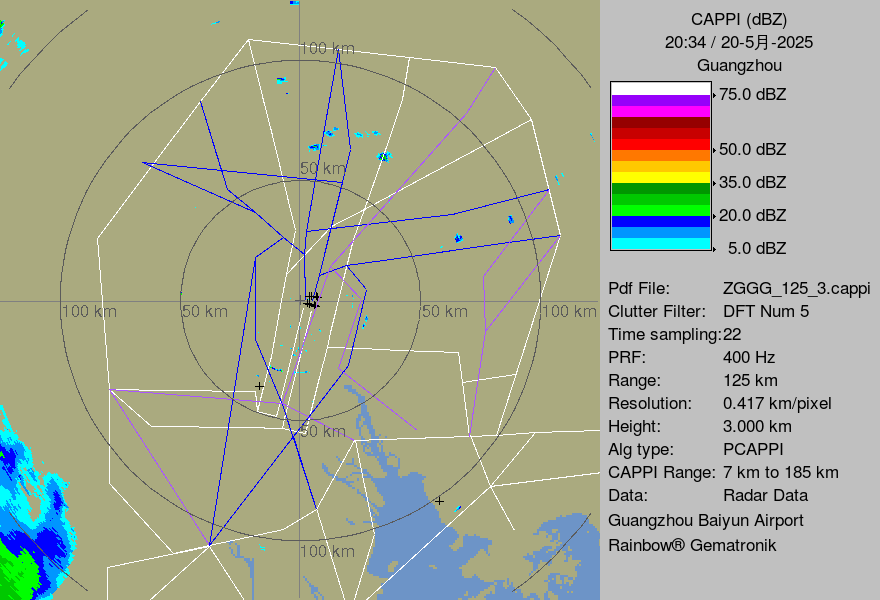 CAPPI (dBZ)
20:34 / 20-5月-2025
Guangzhou
75.0 dBZ
50.0 dBZ
35.0 dBZ
20.0 dBZ
5.0 dBZ
Pdf File: ZGGG_125_3.cappi
Clutter Filter: DFT Num 5
Time sampling:22
PRF: 400 Hz
Range: 125 km
Resolution: 0.417 km/pixel
Height: 3.000 km
Alg type: PCAPPI
CAPPI Range: 7 km to 185 km
Data: Radar Data
Guangzhou Baiyun Airport
Rainbow® Gematronik
100 km
50 km
100 km
50 km
50 km
100 km
50 km
100 km